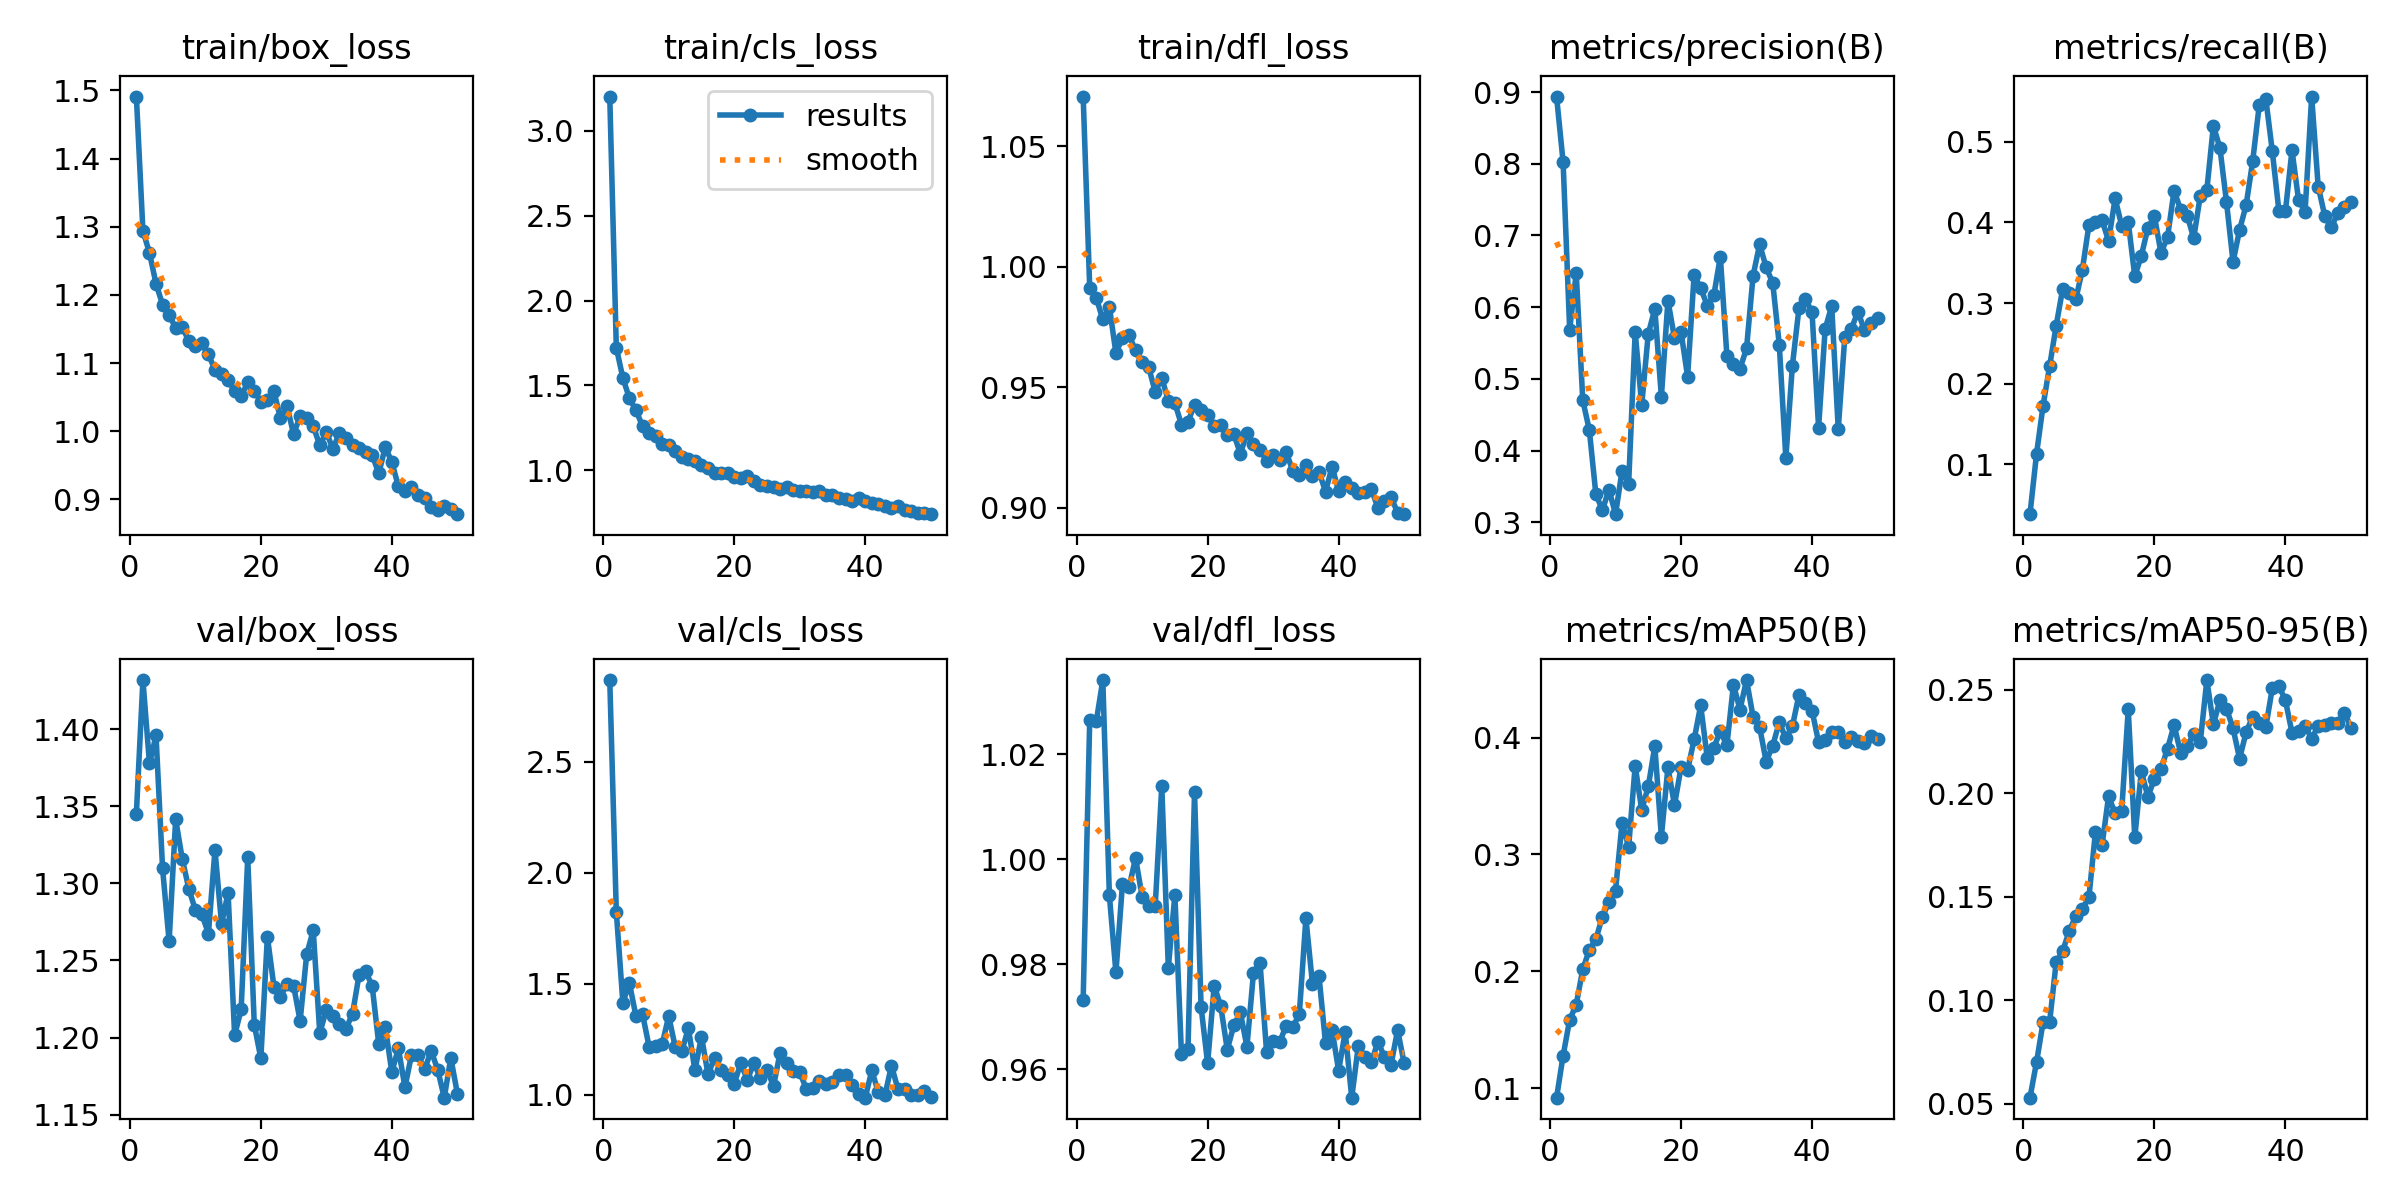 train/box_loss
1.5
1.4
1.3
1.2
1.1
1.0
0.9
0 20 40
train/cls_loss
results
smooth
3.0
2.5
2.0
1.5
1.0
0 20 40
train/dfl_loss
1.05
1.00
0.95
0.90
0 20 40
metrics/precision(B)
0.9
0.8
0.7
0.6
0.5
0.4
0.3
0 20 40
metrics/recall(B)
0.5
0.4
0.3
0.2
0.1
0 20 40
val/box_loss
1.40
1.35
1.30
1.25
1.20
1.15
0 20 40
val/cls_loss
2.5
2.0
1.5
1.0
0 20 40
val/dfl_loss
1.02
1.00
0.98
0.96
0 20 40
metrics/mAP50(B)
0.4
0.3
0.2
0.1
0 20 40
metrics/mAP50-95(B)
0.25
0.20
0.15
0.10
0.05
0 20 40